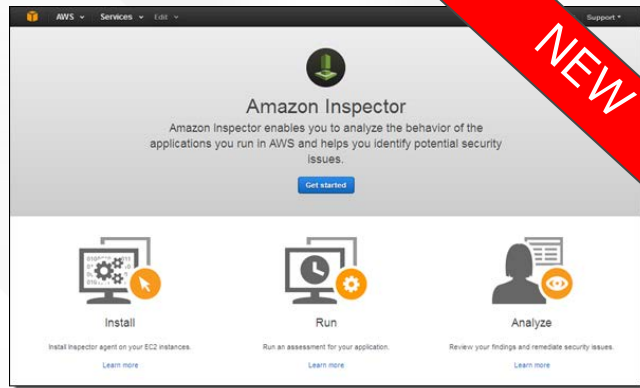 AWS Services Edit Support
NEW
Amazon Inspector
Amazon Inspector enables you to analyze the behavior of the
applications you run in AWS and helps you identify potential security
issues.
Get started
Install Run Analyze
Install Inspector agent on your EC2 instances. Run an assessment for your application. Review your findings and remediate security issues.
Learn more Learn more Learn more